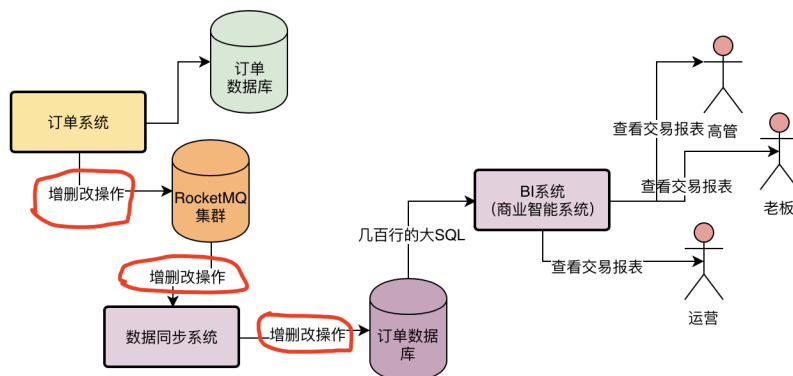 订单
数据库
订单系统
增删改操作
RocketMQ
集群
增删改操作
数据同步系统
增删改操作
订单数据
库
几百行的大SQL
BI系统
（商业智能系统）
查看交易报表
高管
查看交易报表
老板
查看交易报表
运营